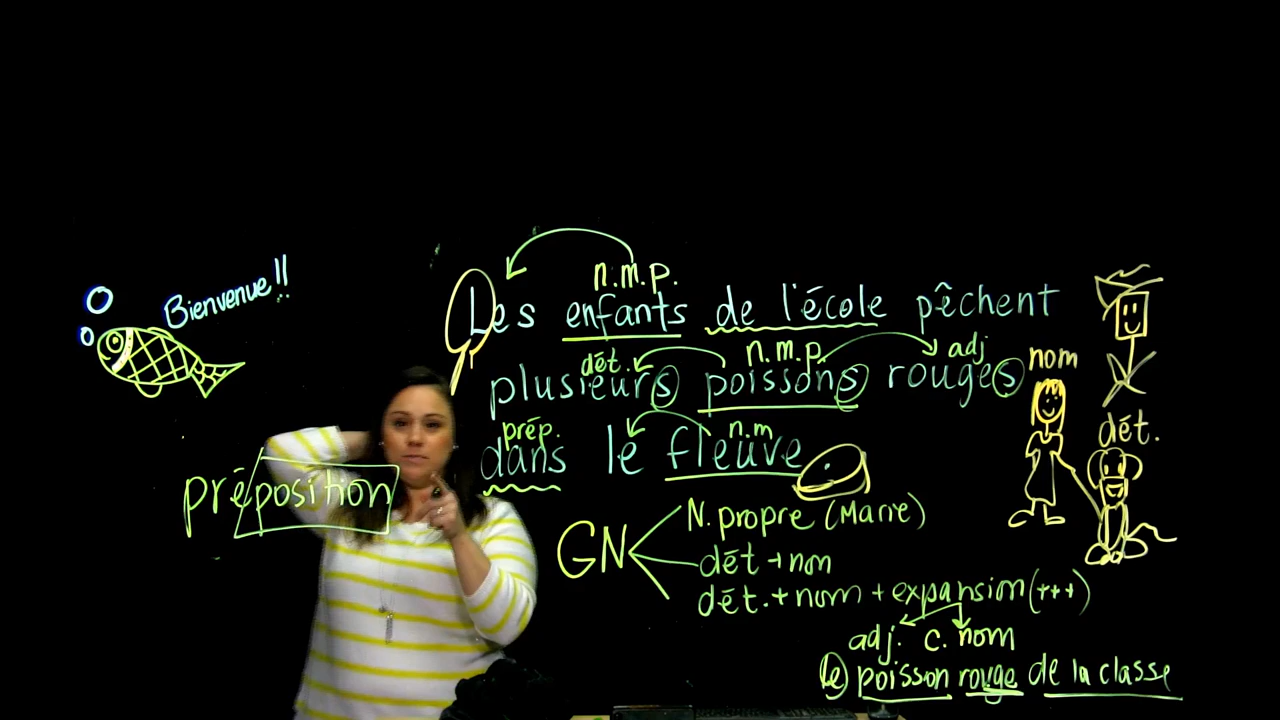 Bienvenue!!
n.m.p.
Les enfants de l'école pêchent
dét. n.m.p. adj
plusieurs poissons rouges
nom
prép. n.m
dans le fleuve
dét.
préposition
GN
N. propre (Marie)
dét + nom
dét. + nom + expansion (+++)
adj. c. nom
le poisson rouge de la classe